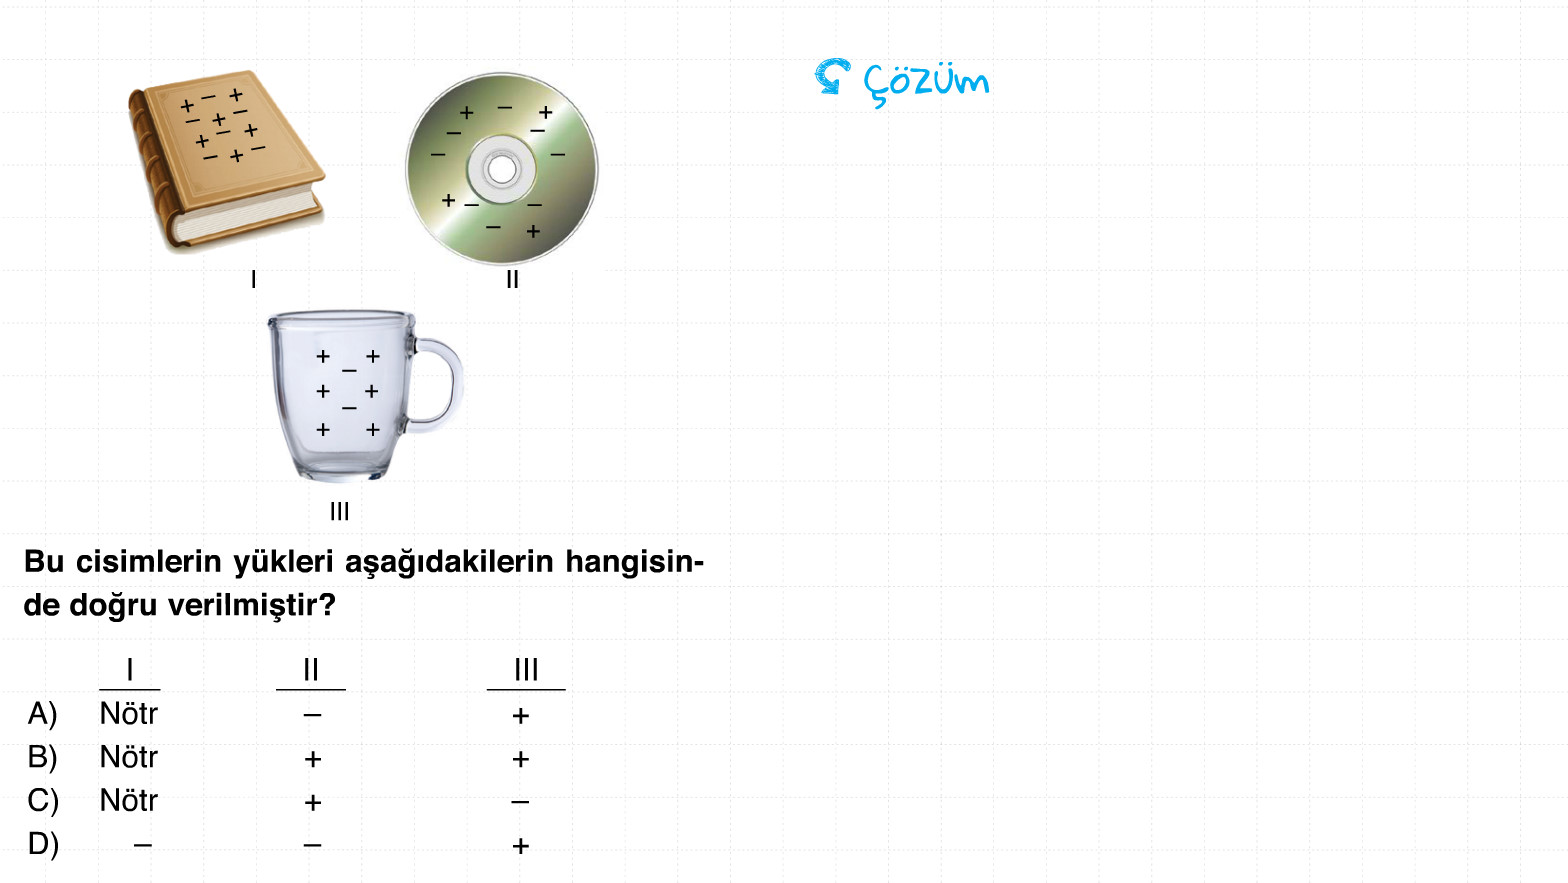 + − +
− + −
+ − +
− + −
+ − +
− −
− −
+ − −
− +
I
II
+ +
−
+ +
−
+ +
III
Bu cisimlerin yükleri aşağıdakilerin hangisin-
de doğru verilmiştir?
I II III
A) Nötr − +
B) Nötr + +
C) Nötr + −
D) − − +
Çözüm